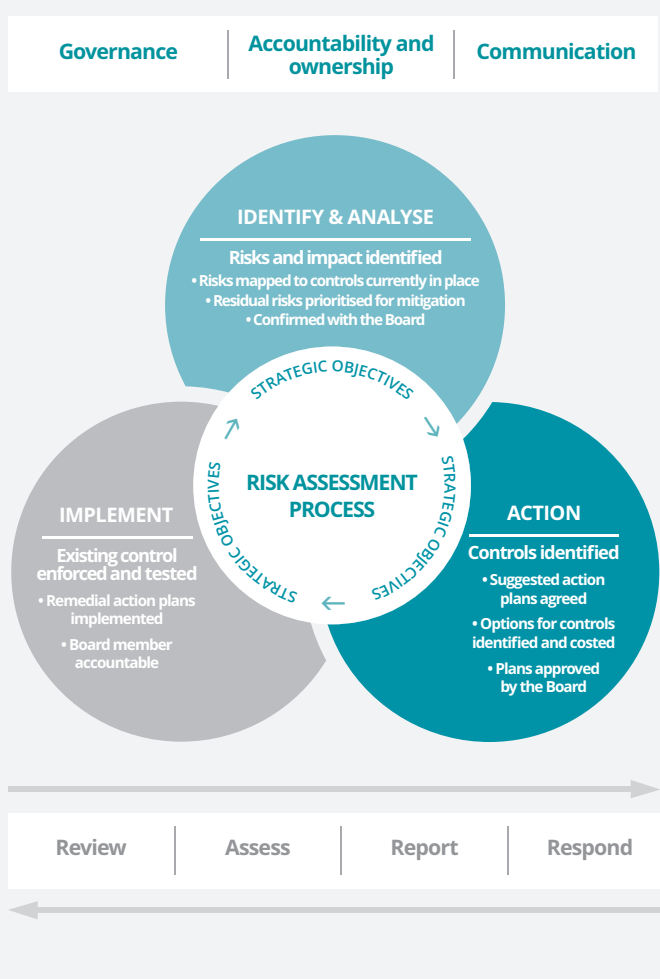 Governance
Accountability and
ownership
Communication
IDENTIFY & ANALYSE
Risks and impact identified
• Risks mapped to controls currently in place
• Residual risks prioritised for mitigation
• Confirmed with the Board
STRATEGIC OBJECTIVES
STRATEGIC OBJECTIVES
STRATEGIC OBJECTIVES
RISK ASSESSMENT
PROCESS
IMPLEMENT
Existing control
enforced and tested
• Remedial action plans
implemented
• Board member
accountable
ACTION
Controls identified
• Suggested action
plans agreed
• Options for controls
identified and costed
• Plans approved
by the Board
Review
Assess
Report
Respond